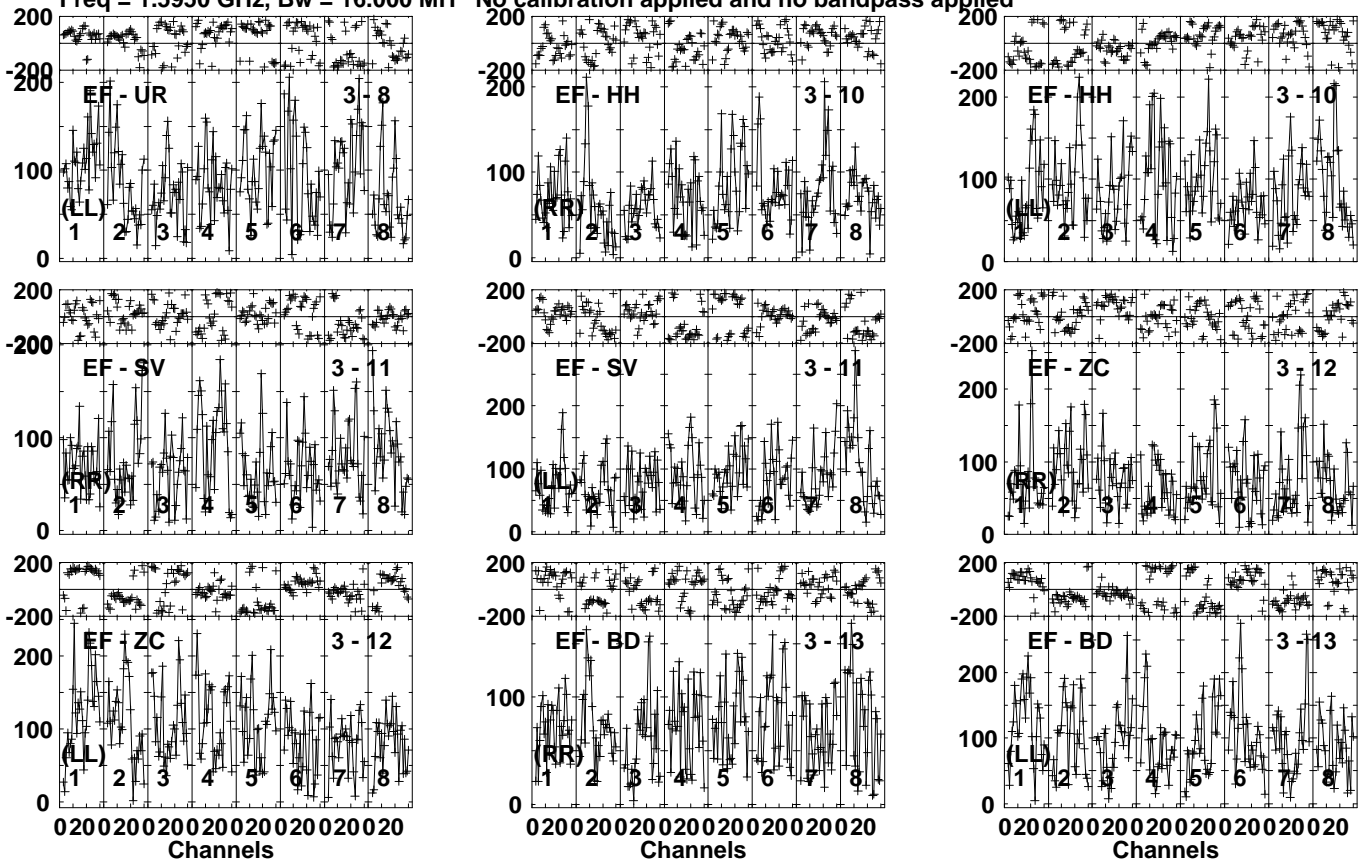 Freq = 1.5950 GHz, Bw = 16.000 MH No calibration applied and no bandpass applied
200 200 200
-200 -200 -200
200 EF - UR 3 - 8 200 EF - HH 3 - 10 200 EF - HH 3 - 10
100 100 100
(LL) (RR) (LL)
1 2 3 4 5 6 7 8 1 2 3 4 5 6 7 8 1 2 3 4 5 6 7 8
0 0 0
200 200 200
-200 -200 -200
200 EF - SV 3 - 11 200 EF - SV 3 - 11 EF - ZC 3 - 12
200
100 100 100
(RR) (LL) (RR)
1 2 3 4 5 6 7 8 1 2 3 4 5 6 7 8 1 2 3 4 5 6 7 8
0 0 0
200 200 200
-200 -200 -200
EF - ZC 3 - 12 EF - BD 3 - 13 EF - BD 3 - 13
200 200
100 100 100
(LL) (RR) (LL)
1 2 3 4 5 6 7 8 1 2 3 4 5 6 7 8 1 2 3 4 5 6 7 8
0 0 0
0 20 0 20 0 20 0 20 0 20 0 20 0 20 0 20 0 20 0 20 0 20 0 20 0 20 0 20 0 20 0 20 0 20 0 20 0 20 0 20 0 20 0 20 0 20 0 20
Channels Channels Channels